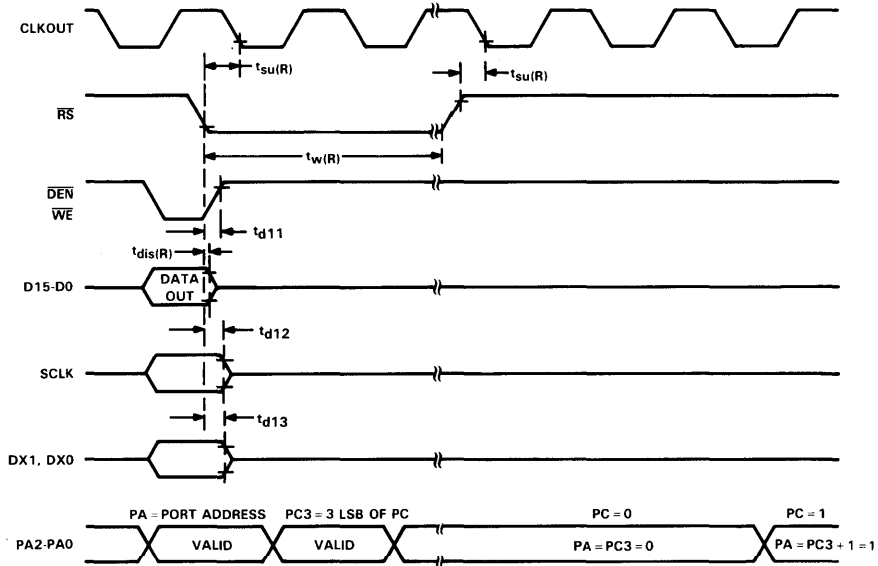 CLKOUT
tsu(R)
tsu(R)
RS
tw(R)
DEN
WE
td11
tdis(R)
D15-D0
DATA
OUT
td12
SCLK
td13
DX1, DX0
PA = PORT ADDRESS PC3 = 3 LSB OF PC PC = 0 PC = 1
PA2-PA0 VALID VALID PA = PC3 = 0 PA = PC3 + 1 = 1